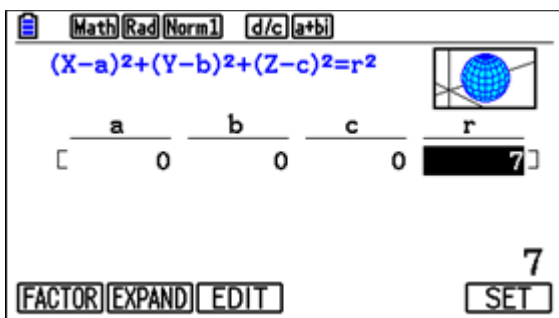 Math Rad Norm1 d/c a+bi
(X-a)²+(Y-b)²+(Z-c)²=r²
a b c r
[ 0 0 0 7 ]
7
FACTOR EXPAND EDIT SET